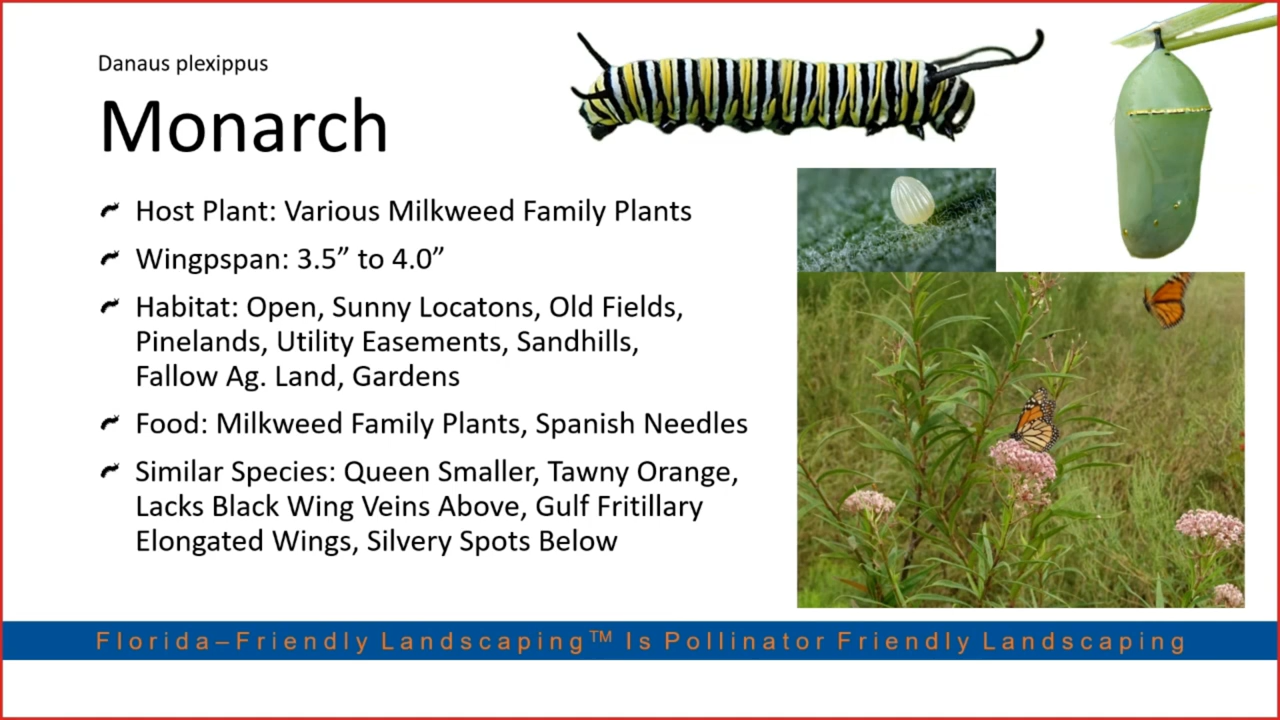 Danaus plexippus
Monarch
Host Plant: Various Milkweed Family Plants
Wingpspan: 3.5” to 4.0”
Habitat: Open, Sunny Locatons, Old Fields,
Pinelands, Utility Easements, Sandhills,
Fallow Ag. Land, Gardens
Food: Milkweed Family Plants, Spanish Needles
Similar Species: Queen Smaller, Tawny Orange,
Lacks Black Wing Veins Above, Gulf Fritillary
Elongated Wings, Silvery Spots Below
Florida–Friendly Landscaping™ Is Pollinator Friendly Landscaping